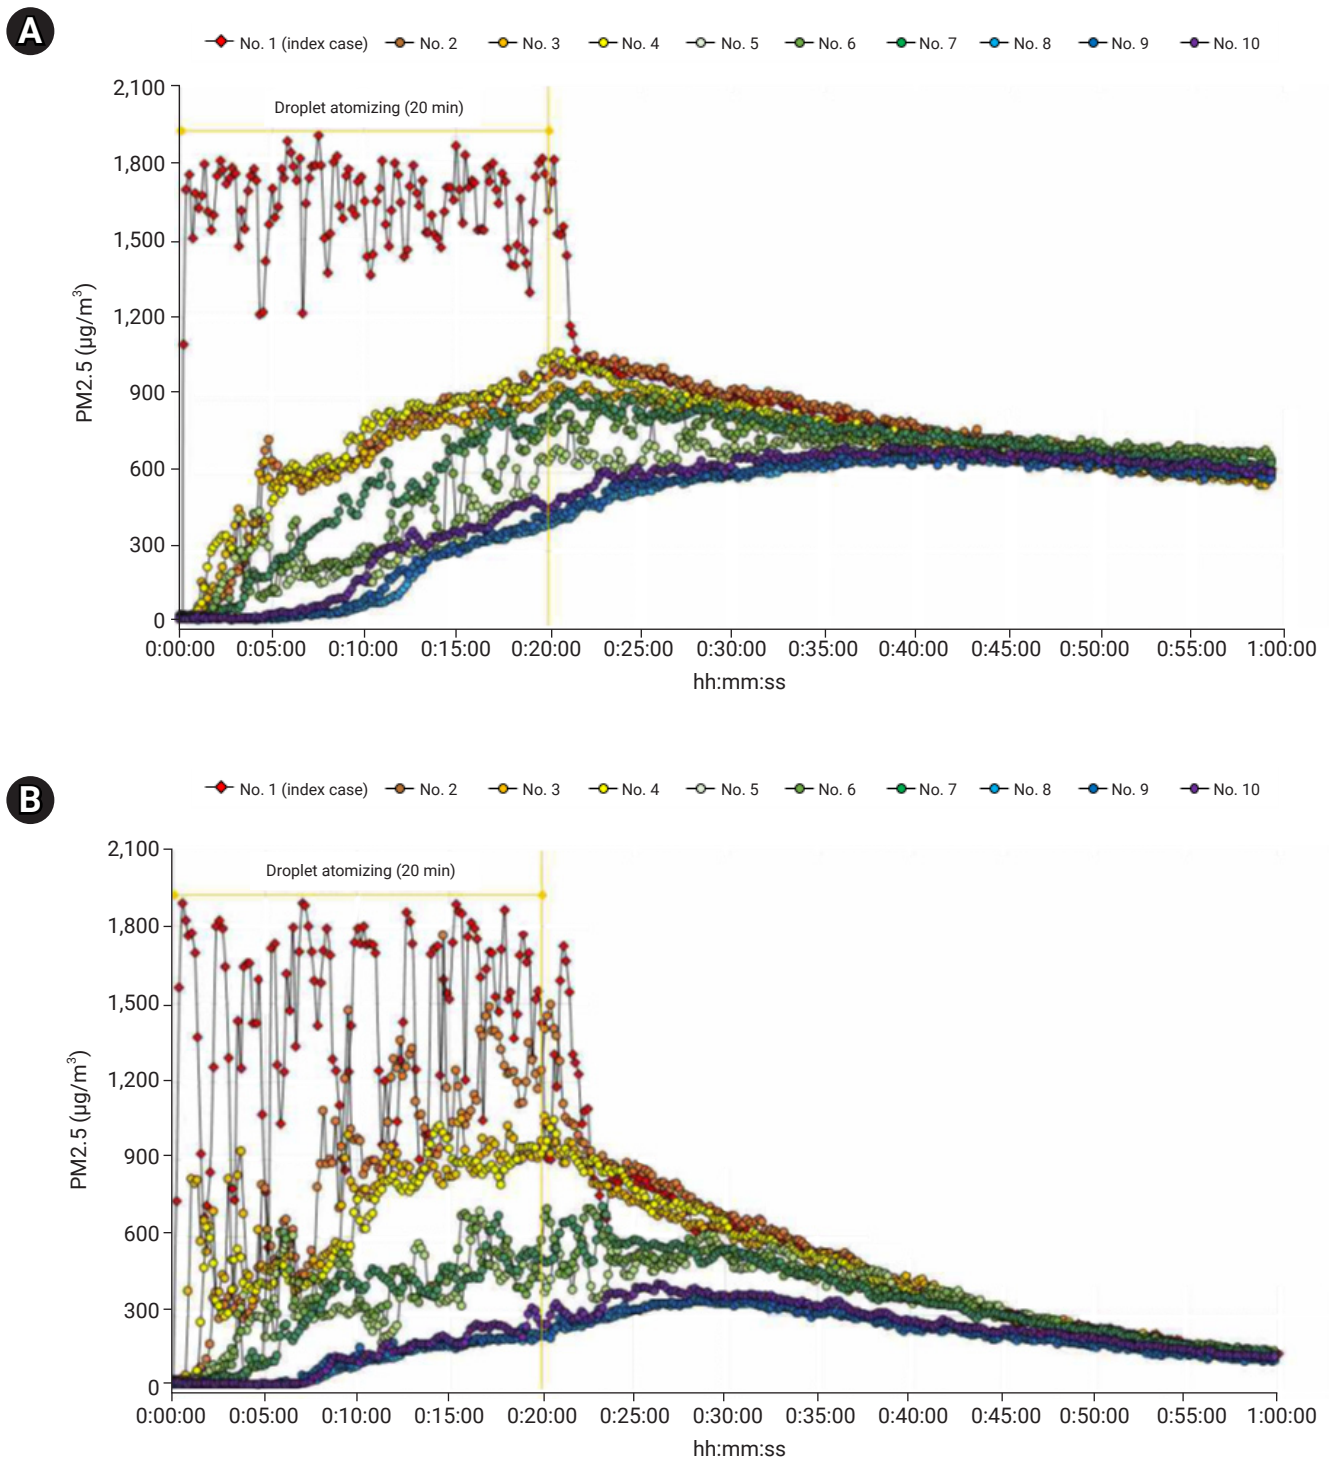 A
No. 1 (index case) No. 2 No. 3 No. 4 No. 5 No. 6 No. 7 No. 8 No. 9 No. 10
2,100
Droplet atomizing (20 min)
1,800
1,500
1,200
PM2.5 (µg/m³)
900
600
300
0
0:00:00 0:05:00 0:10:00 0:15:00 0:20:00 0:25:00 0:30:00 0:35:00 0:40:00 0:45:00 0:50:00 0:55:00 1:00:00
hh:mm:ss
B
No. 1 (index case) No. 2 No. 3 No. 4 No. 5 No. 6 No. 7 No. 8 No. 9 No. 10
2,100
Droplet atomizing (20 min)
1,800
1,500
1,200
PM2.5 (µg/m³)
900
600
300
0
0:00:00 0:05:00 0:10:00 0:15:00 0:20:00 0:25:00 0:30:00 0:35:00 0:40:00 0:45:00 0:50:00 0:55:00 1:00:00
hh:mm:ss